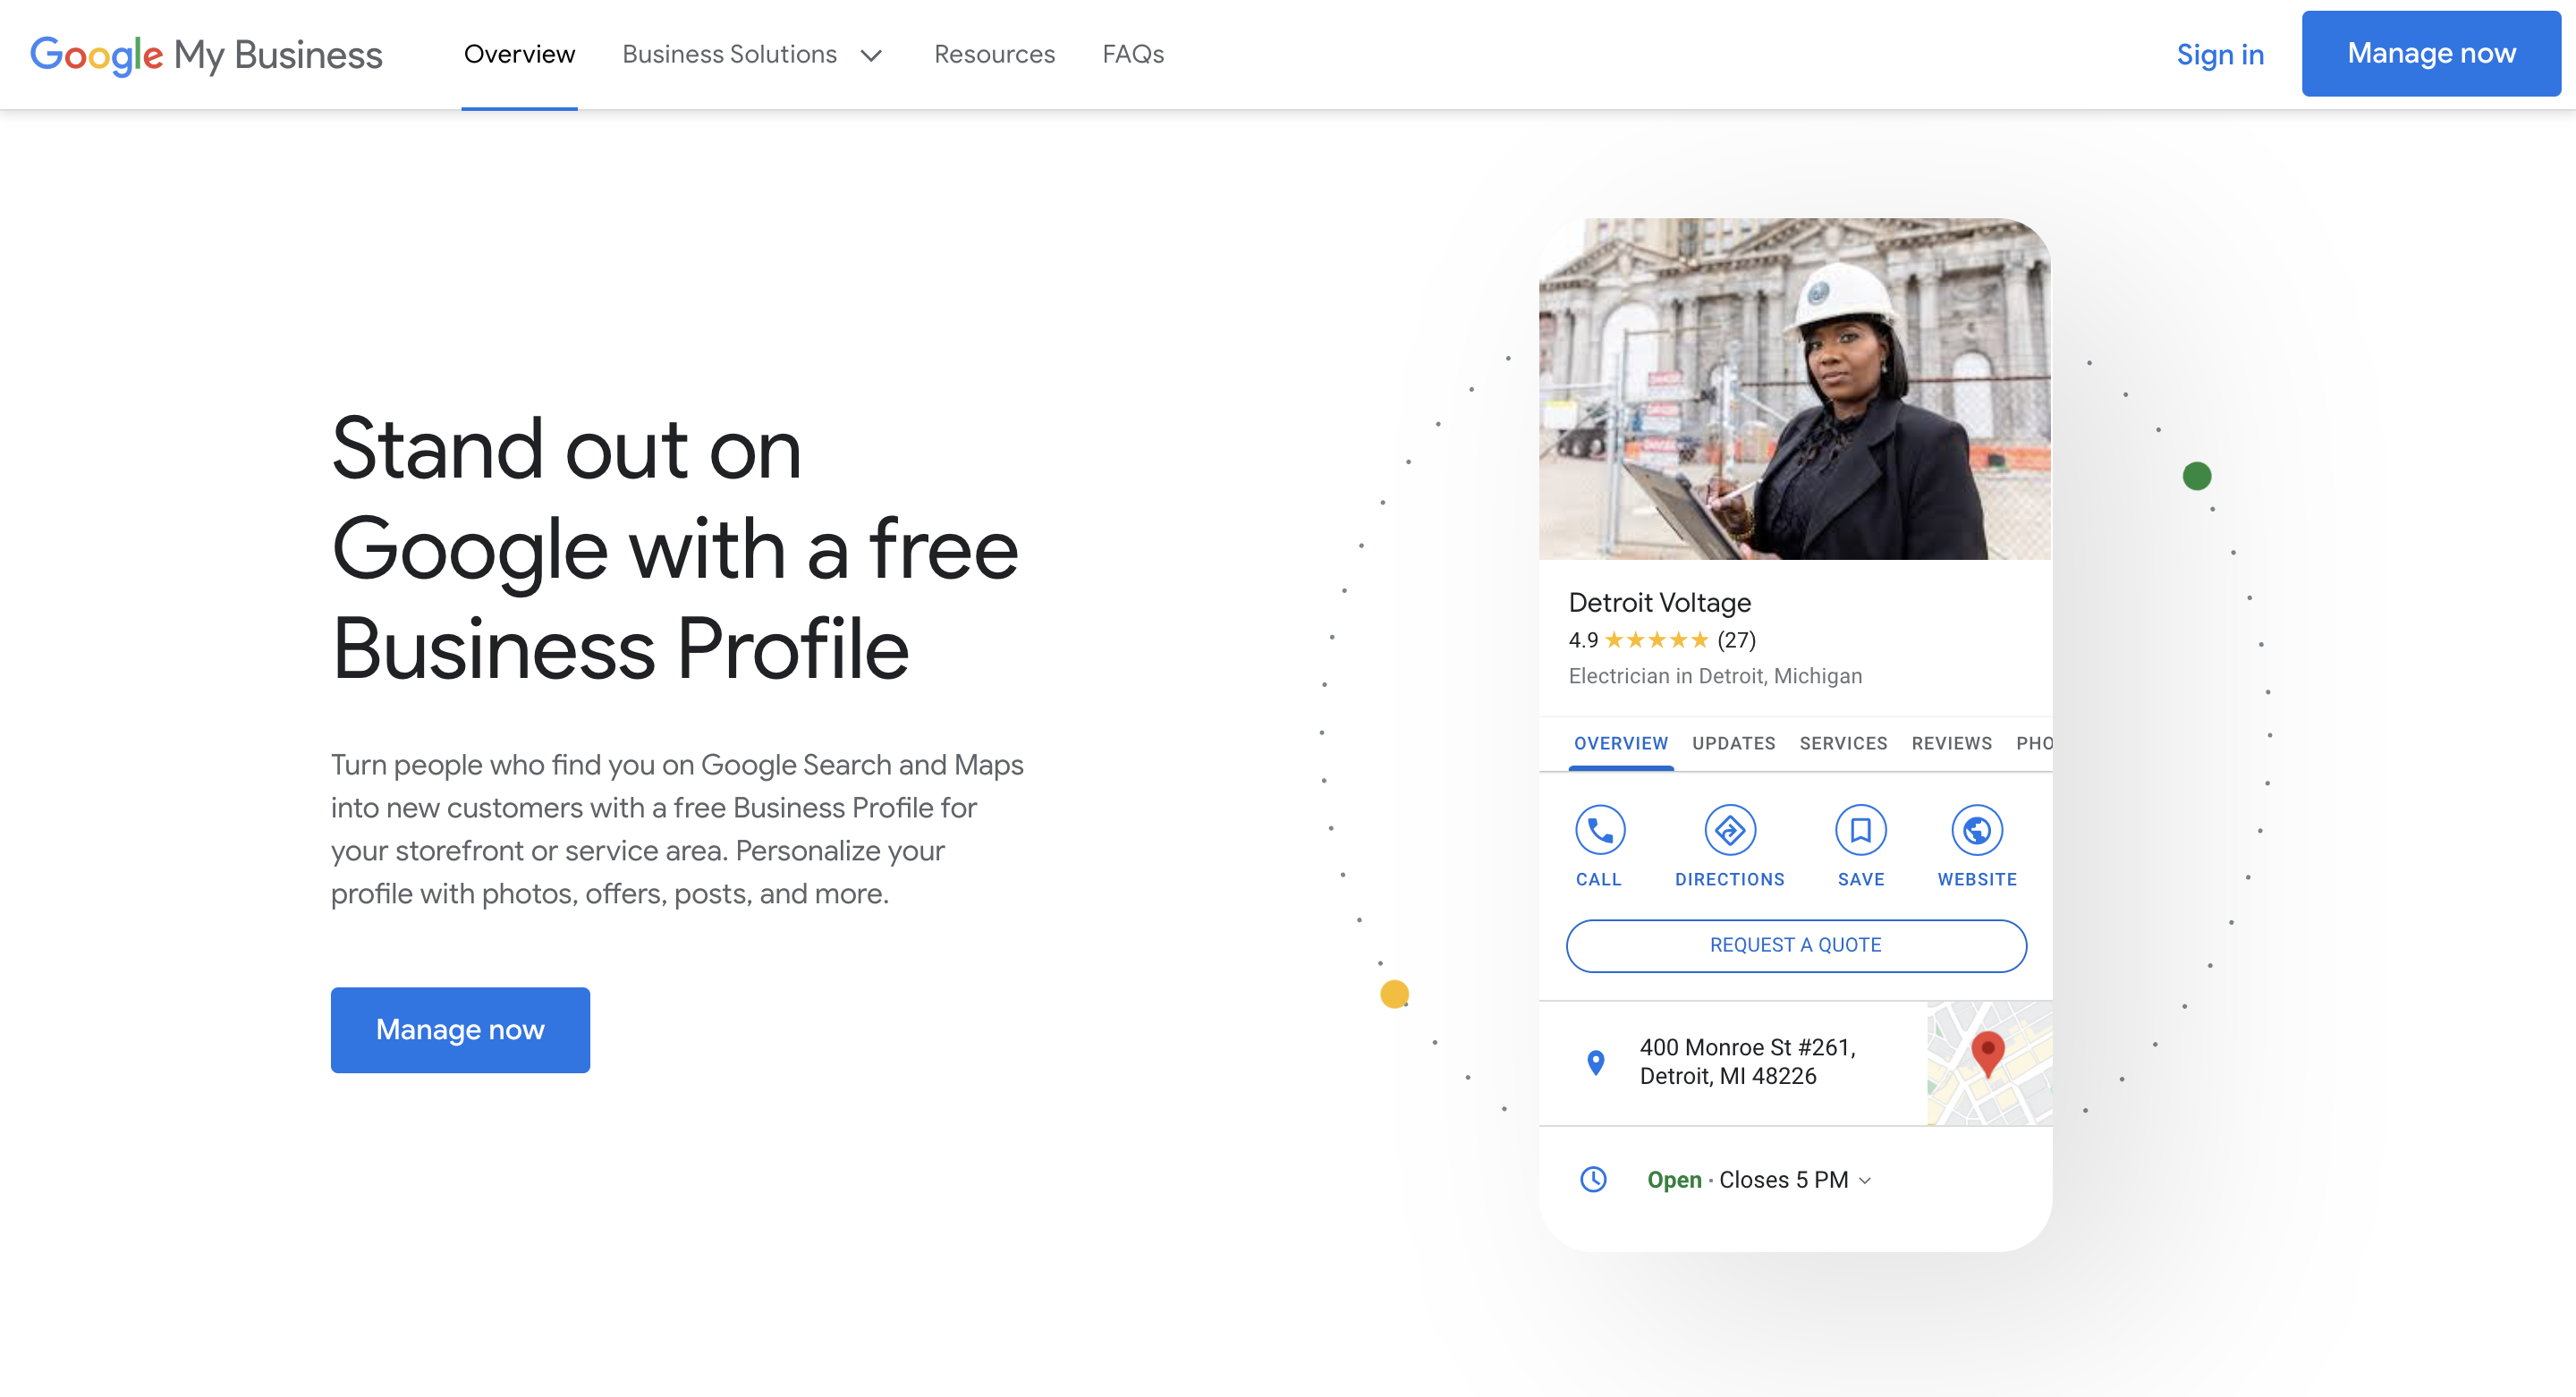 Google My Business
Overview
Business Solutions
Resources
FAQs
Sign in
Manage now
Stand out on
Google with a free
Business Profile
Turn people who find you on Google Search and Maps
into new customers with a free Business Profile for
your storefront or service area. Personalize your
profile with photos, offers, posts, and more.
Manage now
DANGER
DANGER
DANGER
Detroit Voltage
4.9 ★★★★★ (27)
Electrician in Detroit, Michigan
OVERVIEW UPDATES SERVICES REVIEWS PHO
CALL DIRECTIONS SAVE WEBSITE
REQUEST A QUOTE
400 Monroe St #261,
Detroit, MI 48226
Open · Closes 5 PM